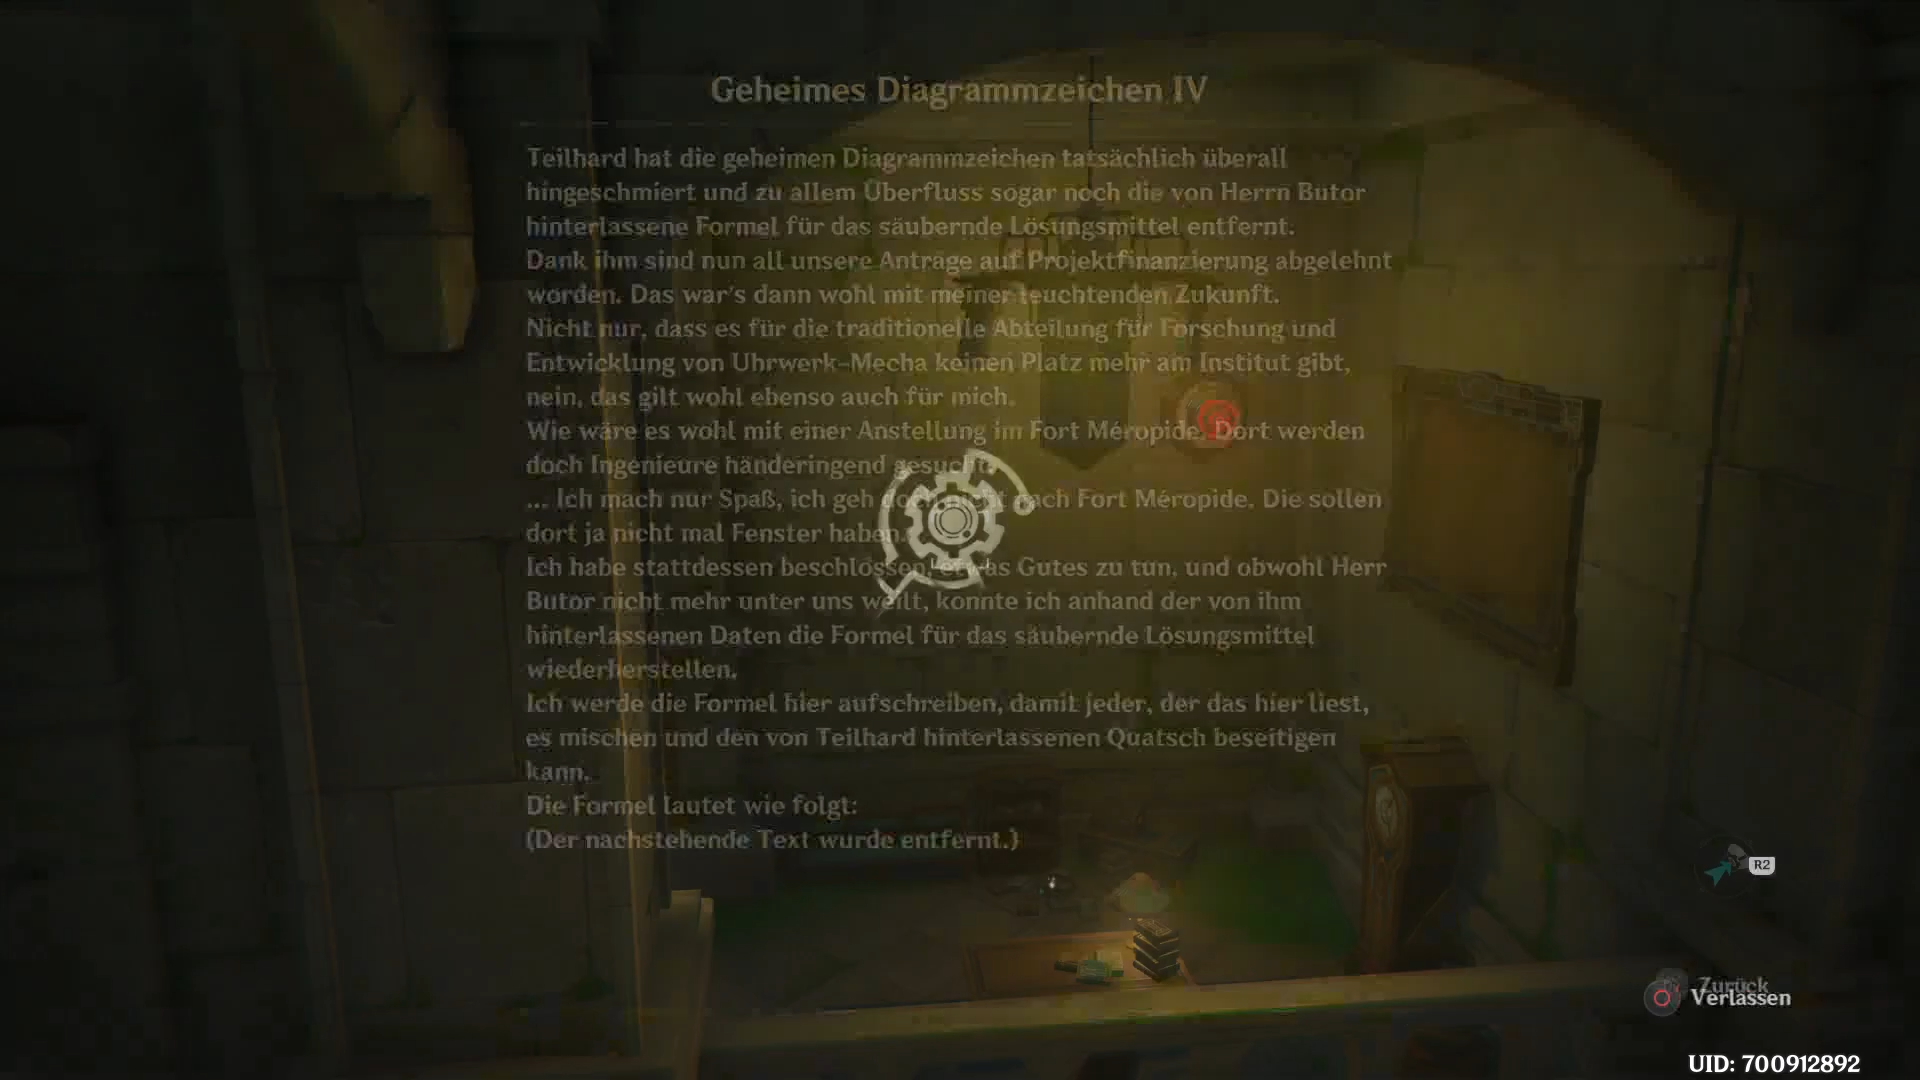 Geheimes Diagrammzeichen IV
Teilhard hat die geheimen Diagrammzeichen tatsächlich überall
hingeschmiert und zu allem Überfluss sogar noch die von Herrn Butor
hinterlassene Formel für das säubernde Lösungsmittel entfernt.
Dank ihm sind nun all unsere Anträge auf Projektfinanzierung abgelehnt
worden. Das war's dann wohl mit meiner leuchtenden Zukunft.
Nicht nur, dass es für die traditionelle Abteilung für Forschung und
Entwicklung von Uhrwerk-Mecha keinen Platz mehr am Institut gibt,
nein, das gilt wohl ebenso auch für mich.
Wie wäre es wohl mit einer Anstellung im Fort Méropide. Dort werden
doch Ingenieure händeringend gesucht.
... Ich mach nur Spaß, ich geh doch nicht nach Fort Méropide. Die sollen
dort ja nicht mal Fenster haben.
Ich habe stattdessen beschlossen, etwas Gutes zu tun, und obwohl Herr
Butor nicht mehr unter uns weilt, konnte ich anhand der von ihm
hinterlassenen Daten die Formel für das säubernde Lösungsmittel
wiederherstellen.
Ich werde die Formel hier aufschreiben, damit jeder, der das hier liest,
es mischen und den von Teilhard hinterlassenen Quatsch beseitigen
kann.
Die Formel lautet wie folgt:
(Der nachstehende Text wurde entfernt.)
R2
Zurück
Verlassen
UID: 700912892